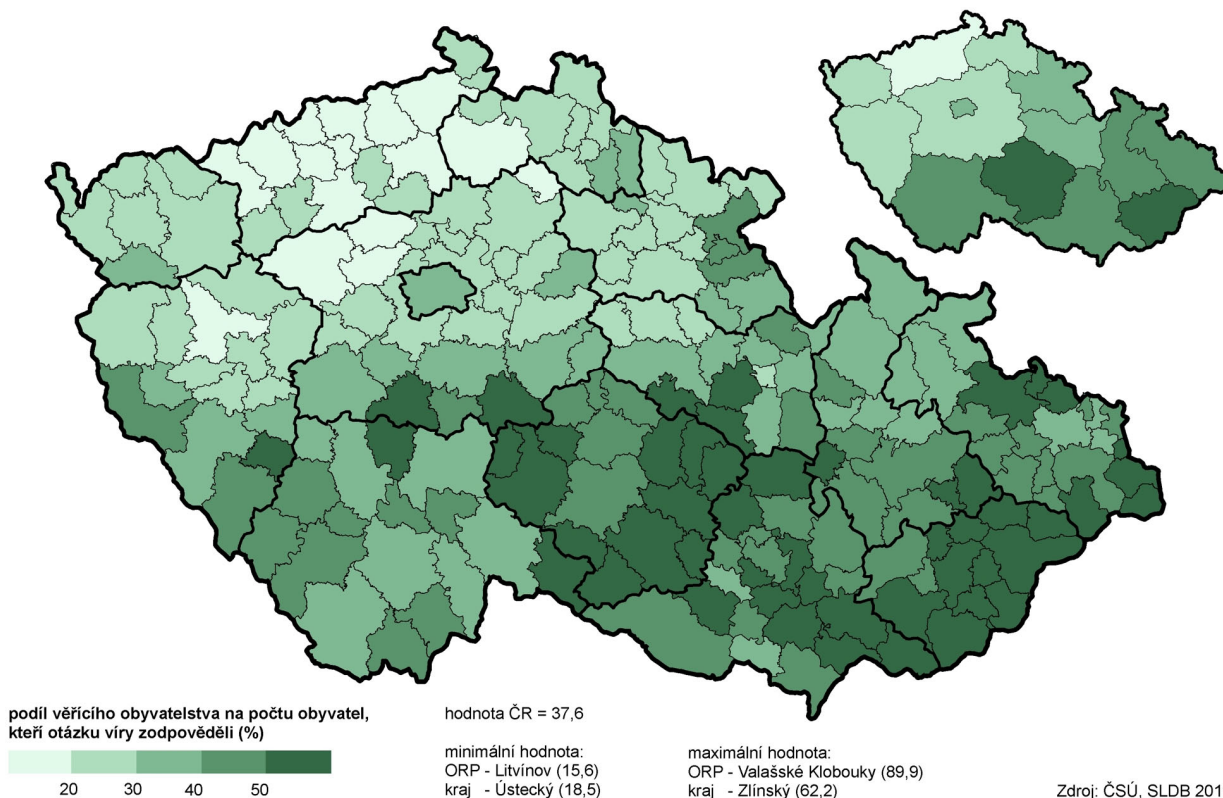 podíl věřícího obyvatelstva na počtu obyvatel,
kteří otázku víry zodpověděli (%)
20 30 40 50
hodnota ČR = 37,6
minimální hodnota:
ORP - Litvínov (15,6)
kraj - Ústecký (18,5)
maximální hodnota:
ORP - Valašské Klobouky (89,9)
kraj - Zlínský (62,2)
Zdroj: ČSÚ, SLDB 201